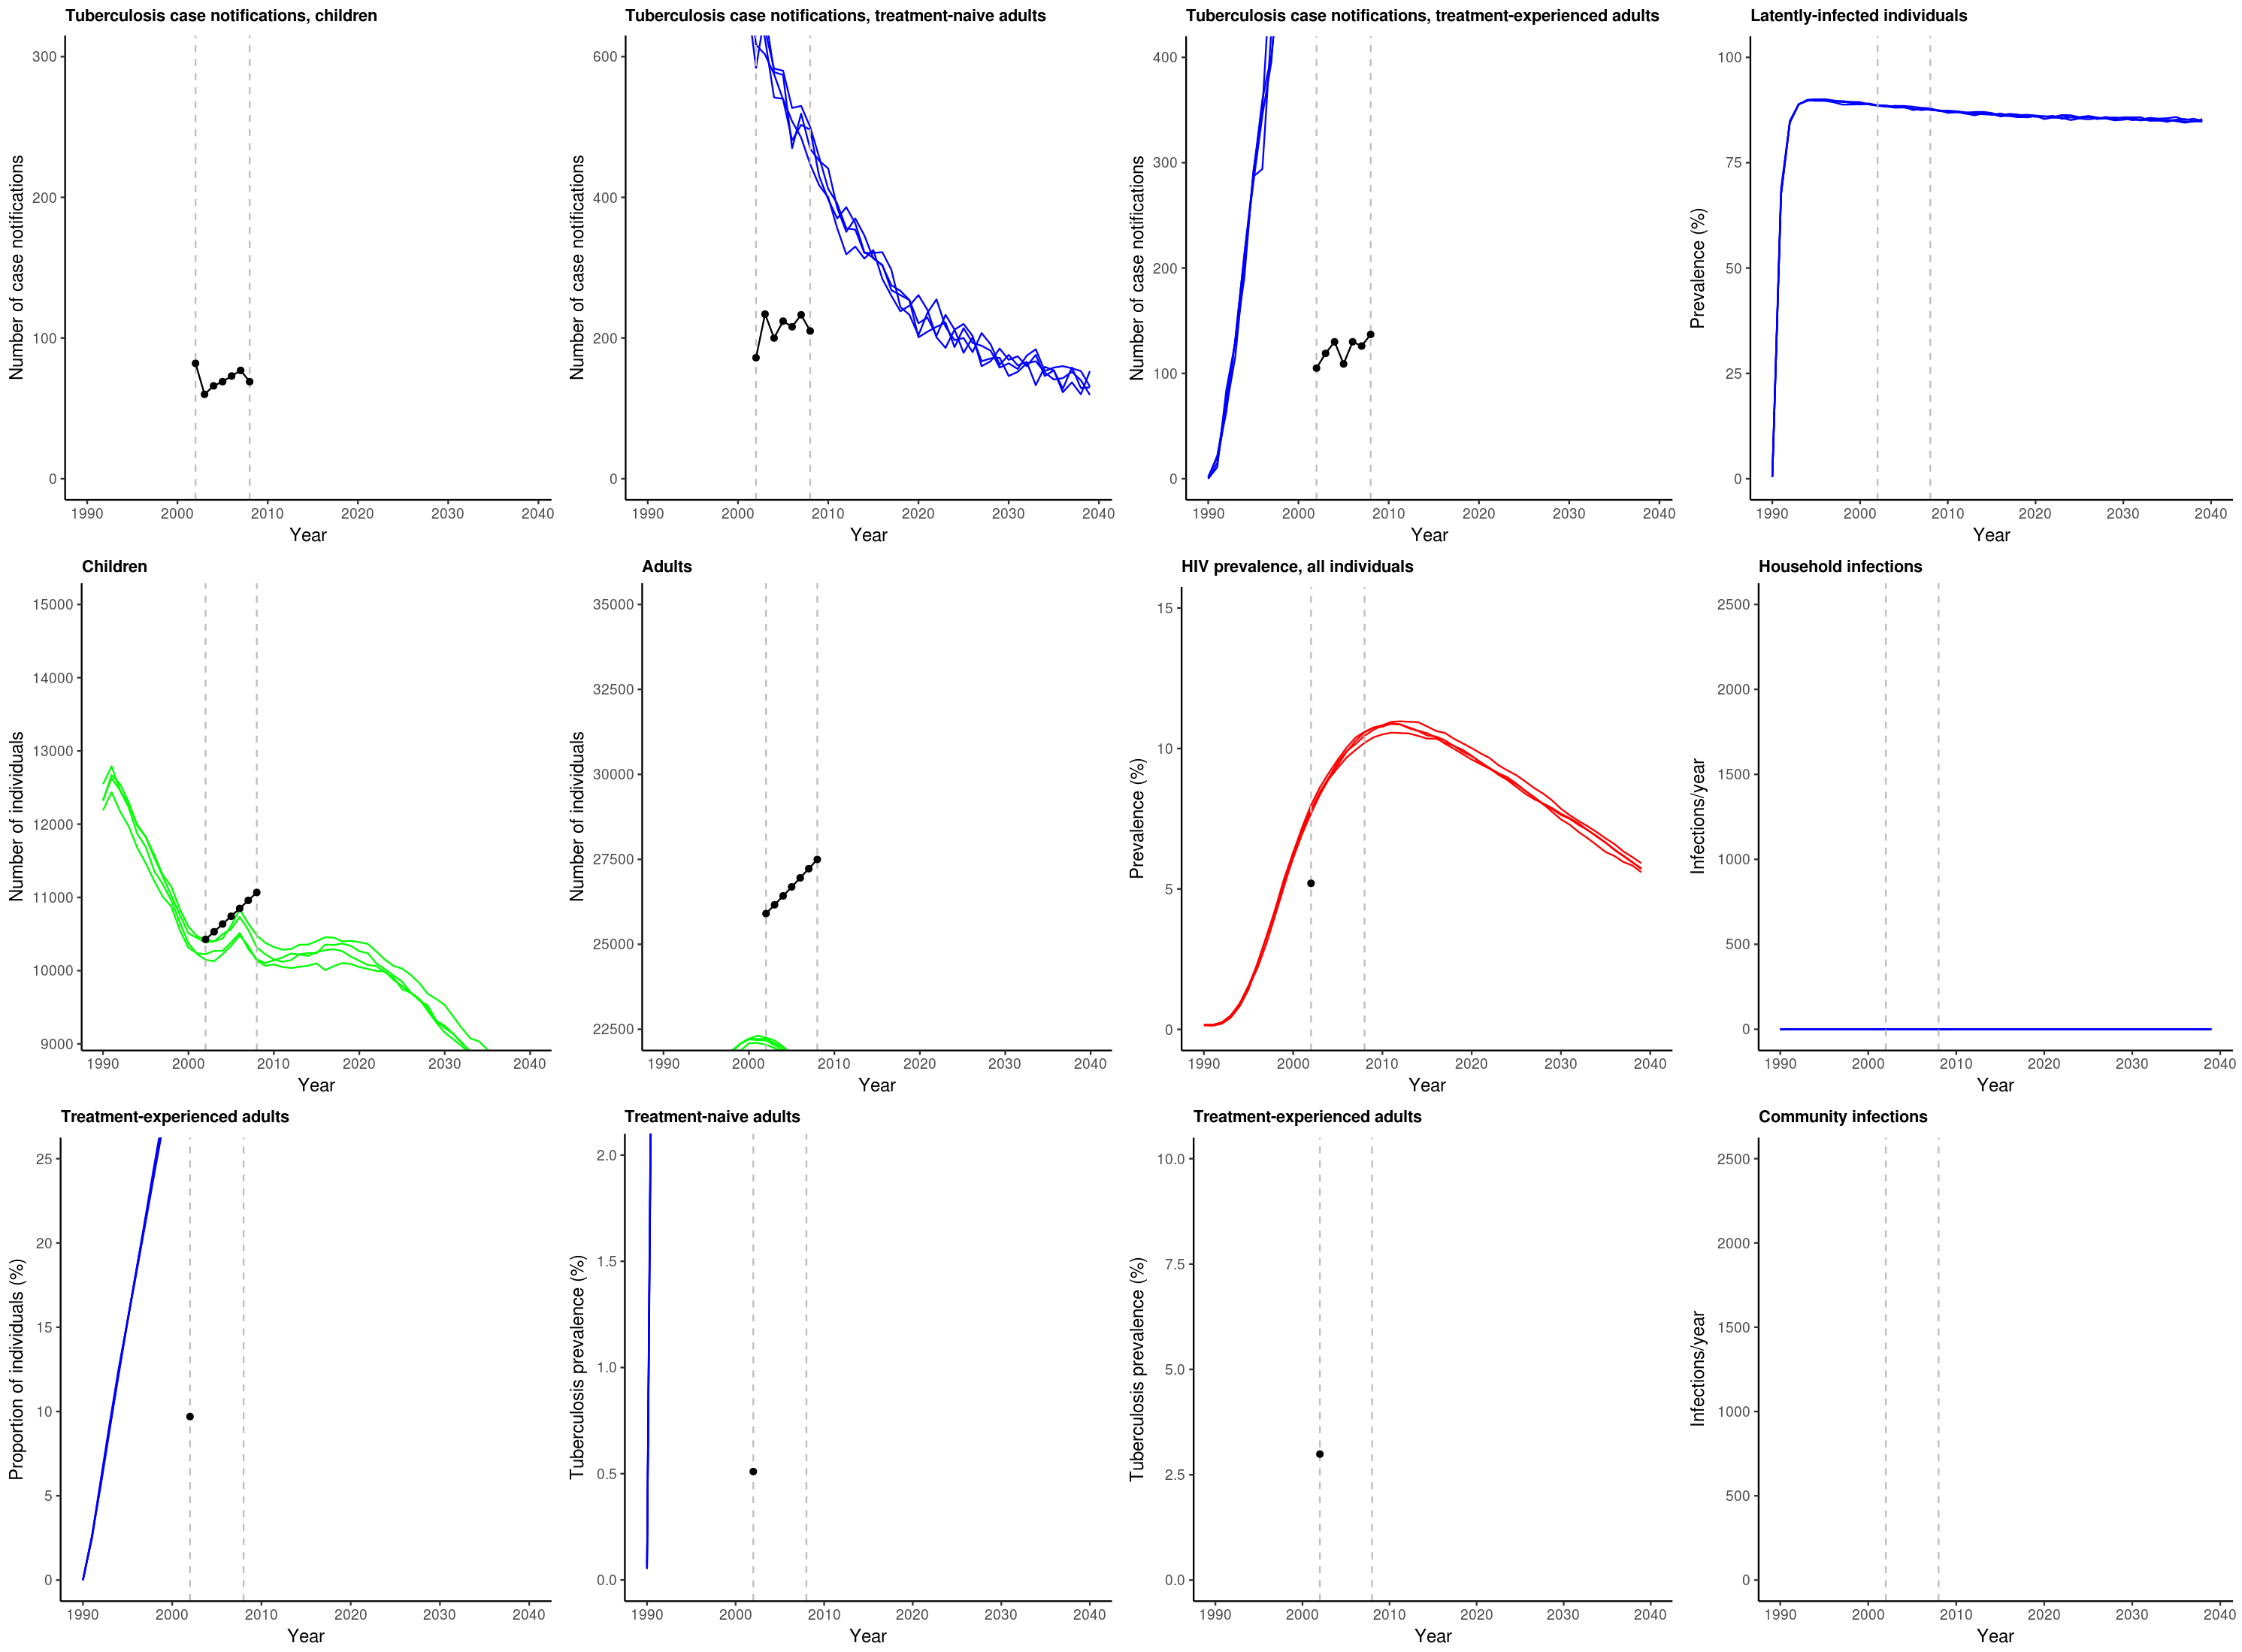 Tuberculosis case notifications, children
Number of case notifications
300
200
100
0
1990 2000 2010 2020 2030 2040
Year
Tuberculosis case notifications, treatment-naive adults
Number of case notifications
600
400
200
0
1990 2000 2010 2020 2030 2040
Year
Tuberculosis case notifications, treatment-experienced adults
Number of case notifications
400
300
200
100
0
1990 2000 2010 2020 2030 2040
Year
Latently-infected individuals
Prevalence (%)
100
75
50
25
0
1990 2000 2010 2020 2030 2040
Year
Children
Number of individuals
15000
14000
13000
12000
11000
10000
9000
1990 2000 2010 2020 2030 2040
Year
Adults
Number of individuals
35000
32500
30000
27500
25000
22500
1990 2000 2010 2020 2030 2040
Year
HIV prevalence, all individuals
Prevalence (%)
15
10
5
0
1990 2000 2010 2020 2030 2040
Year
Household infections
Infections/year
2500
2000
1500
1000
500
0
1990 2000 2010 2020 2030 2040
Year
Treatment-experienced adults
Proportion of individuals (%)
25
20
15
10
5
0
1990 2000 2010 2020 2030 2040
Year
Treatment-naive adults
Tuberculosis prevalence (%)
2.0
1.5
1.0
0.5
0.0
1990 2000 2010 2020 2030 2040
Year
Treatment-experienced adults
Tuberculosis prevalence (%)
10.0
7.5
5.0
2.5
0.0
1990 2000 2010 2020 2030 2040
Year
Community infections
Infections/year
2500
2000
1500
1000
500
0
1990 2000 2010 2020 2030 2040
Year